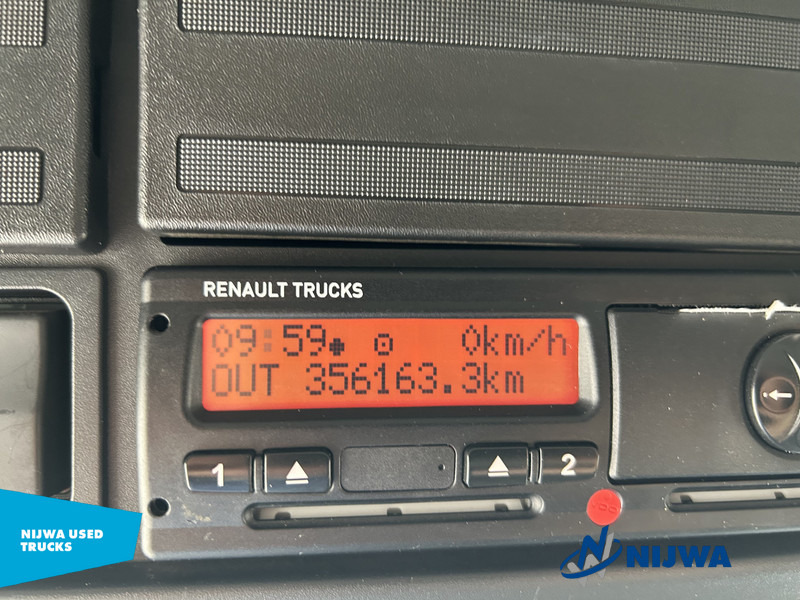 RENAULT TRUCKS
09:59 0km/h
OUT 356163.3km
1 2
NIJWA USED
TRUCKS
NIJWA